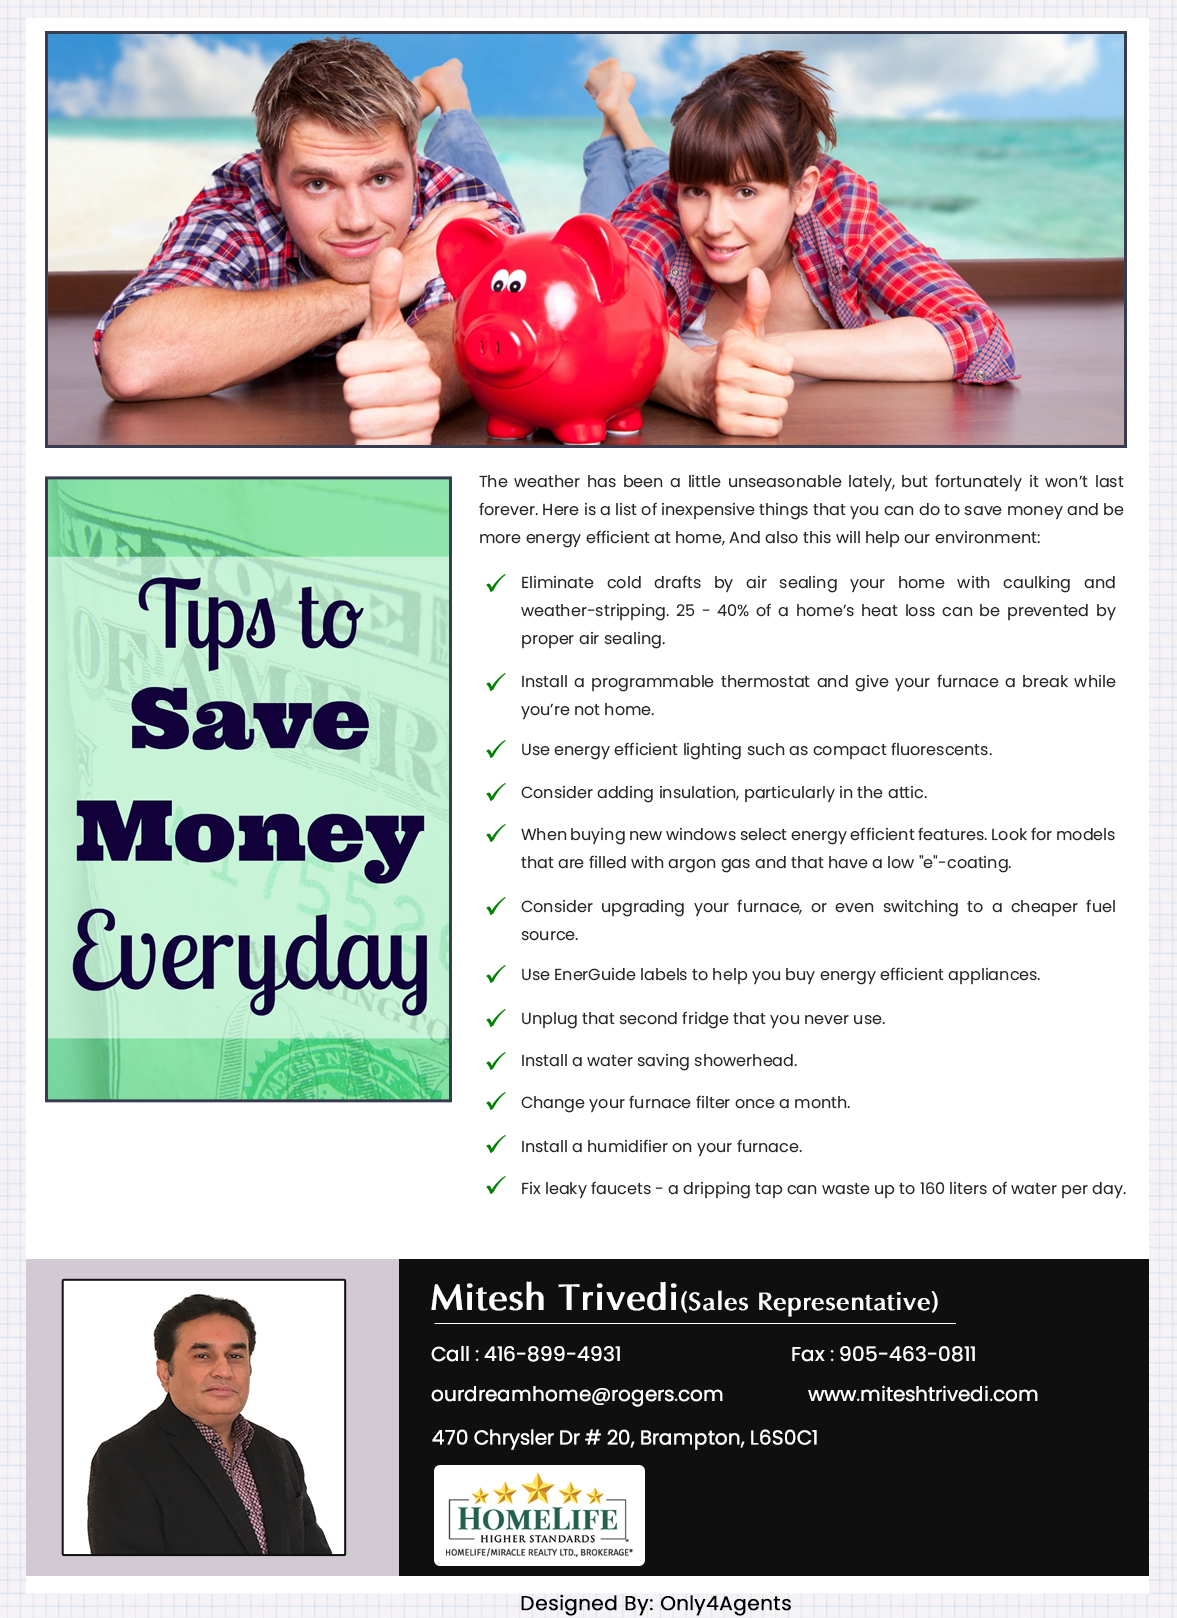 Tips to
Save
Money
Everyday
The weather has been a little unseasonable lately, but fortunately it won’t last
forever. Here is a list of inexpensive things that you can do to save money and be
more energy efficient at home, And also this will help our environment:
Eliminate cold drafts by air sealing your home with caulking and
weather-stripping. 25 - 40% of a home’s heat loss can be prevented by
proper air sealing.
Install a programmable thermostat and give your furnace a break while
you’re not home.
Use energy efficient lighting such as compact fluorescents.
Consider adding insulation, particularly in the attic.
When buying new windows select energy efficient features. Look for models
that are filled with argon gas and that have a low "e"-coating.
Consider upgrading your furnace, or even switching to a cheaper fuel
source.
Use EnerGuide labels to help you buy energy efficient appliances.
Unplug that second fridge that you never use.
Install a water saving showerhead.
Change your furnace filter once a month.
Install a humidifier on your furnace.
Fix leaky faucets - a dripping tap can waste up to 160 liters of water per day.
Mitesh Trivedi(Sales Representative)
Call : 416-899-4931 Fax : 905-463-0811
ourdreamhome@rogers.com www.miteshtrivedi.com
470 Chrysler Dr # 20, Brampton, L6S0C1
HOMELIFE
HIGHER STANDARDS
HOMELIFE/MIRACLE REALTY LTD., BROKERAGE*
Designed By: Only4Agents